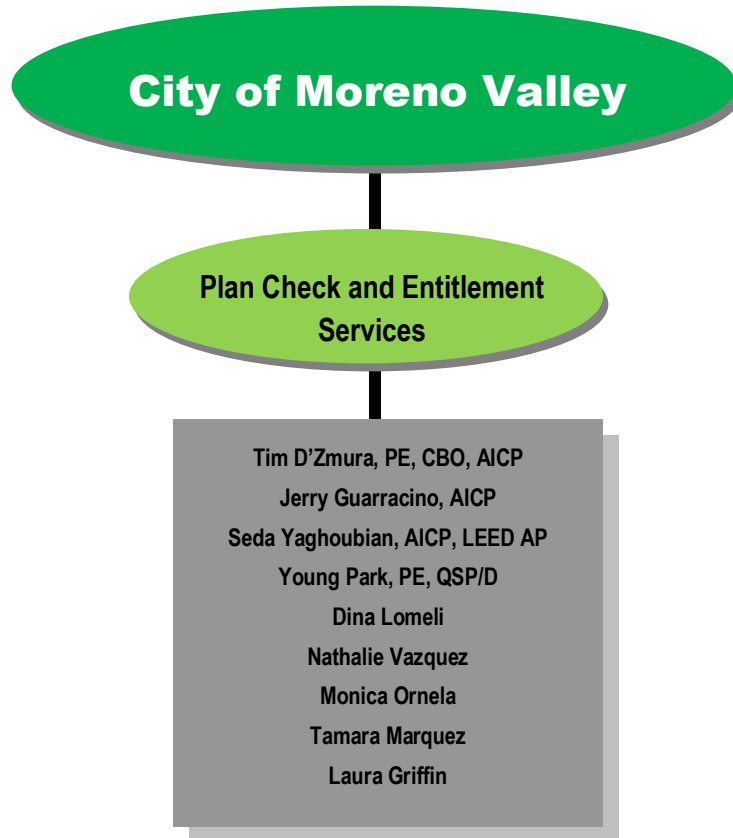 City of Moreno Valley
Plan Check and Entitlement
Services
Tim D’Zmura, PE, CBO, AICP
Jerry Guarracino, AICP
Seda Yaghoubian, AICP, LEED AP
Young Park, PE, QSP/D
Dina Lomeli
Nathalie Vazquez
Monica Ornela
Tamara Marquez
Laura Griffin